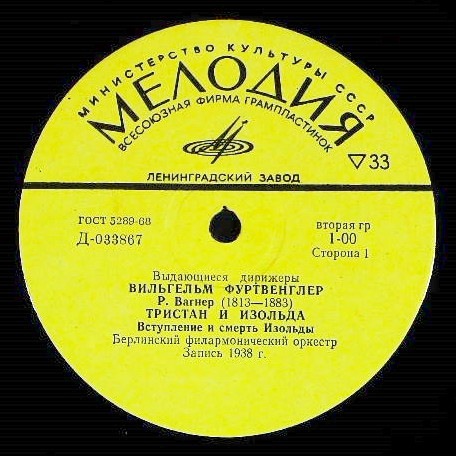 МИНИСТЕРСТВО КУЛЬТУРЫ СССР
МЕЛОДИЯ
ВСЕСОЮЗНАЯ ФИРМА ГРАМПЛАСТИНОК
▽33
ЛЕНИНГРАДСКИЙ ЗАВОД
ГОСТ 5289-68
Д-033867
вторая гр
1-00
Сторона 1
Выдающиеся дирижеры
ВИЛЬГЕЛЬМ ФУРТВЕНГЛЕР
Р. Вагнер (1813—1883)
ТРИСТАН И ИЗОЛЬДА
Вступление и смерть Изольды
Берлинский филармонический оркестр
Запись 1938 г.